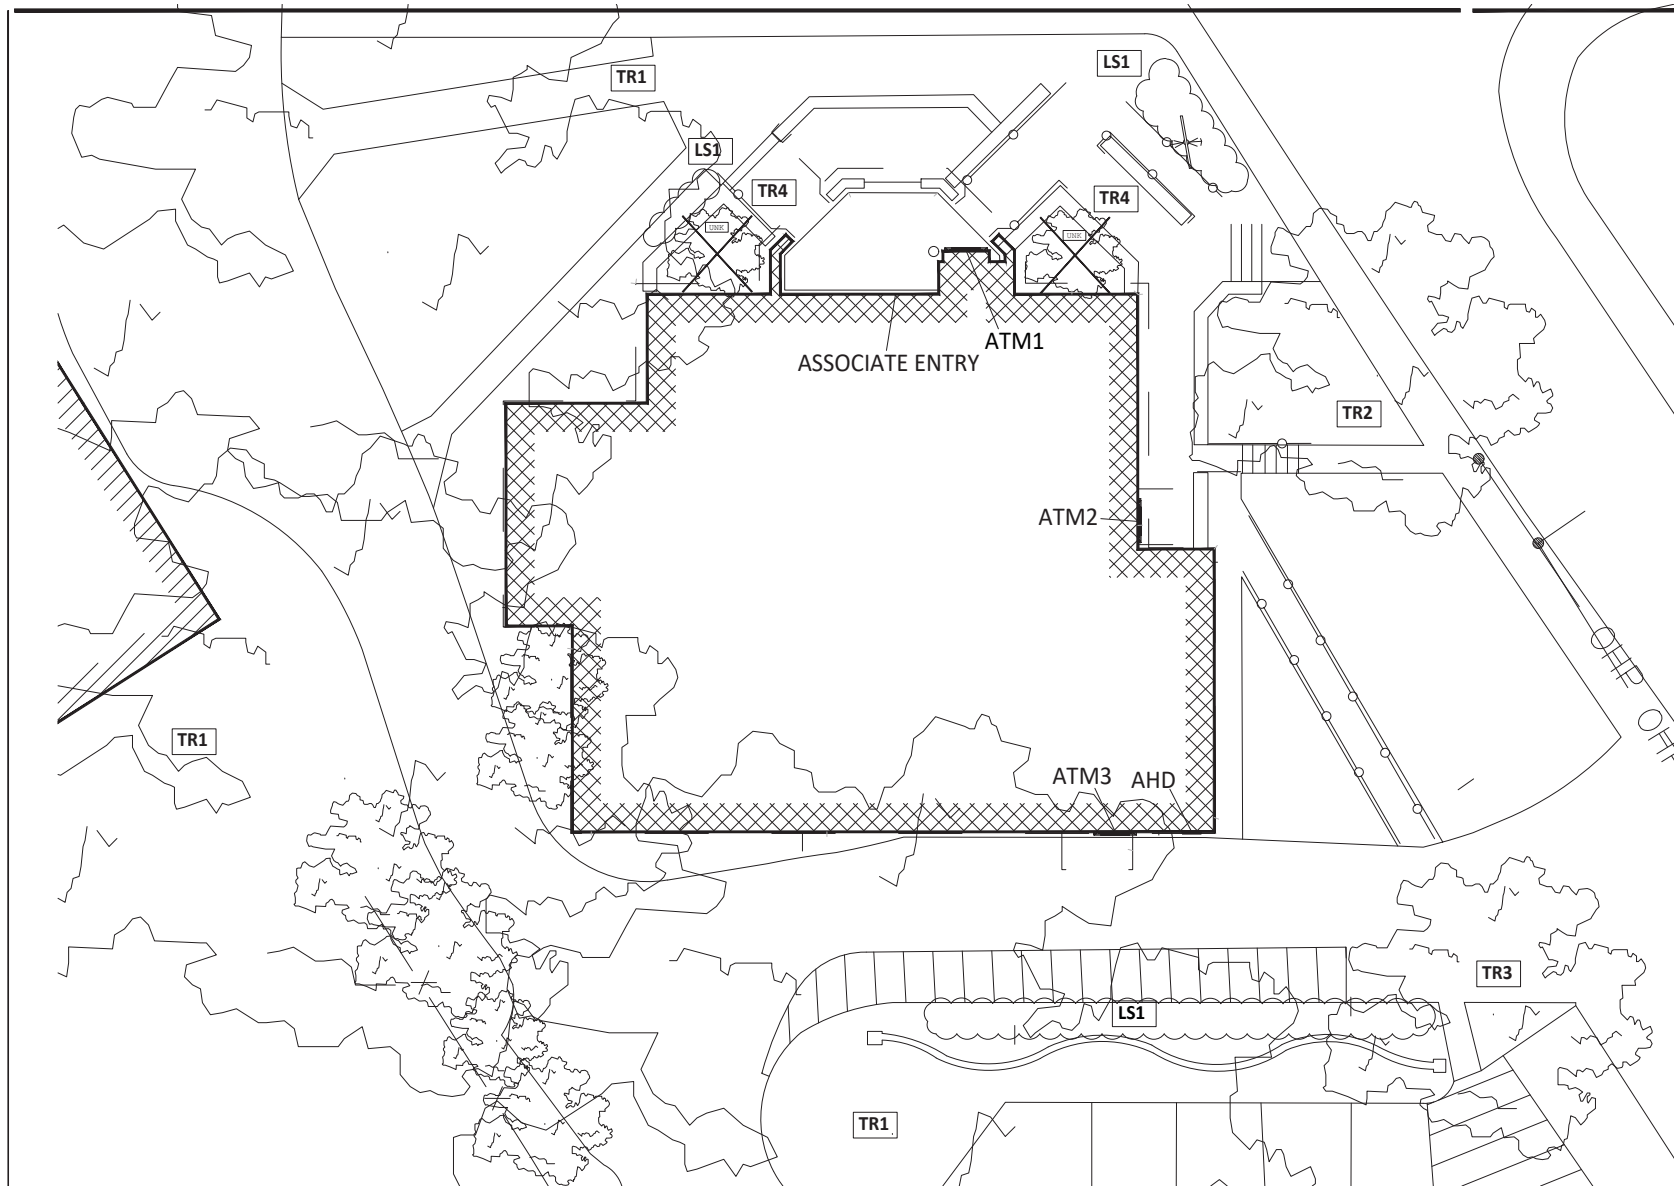 LS1
TR1
LS1
TR4
TR4
UNK
UNK
ATM1
ASSOCIATE ENTRY
TR2
ATM2
TR1
ATM3
AHD
TR3
LS1
TR1